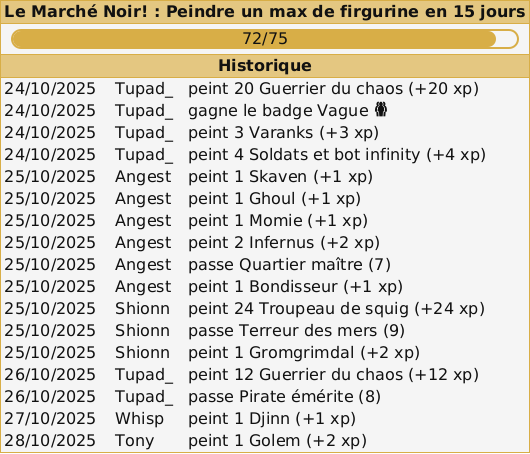 Le Marché Noir! : Peindre un max de firgurine en 15 jours
72/75
Historique
24/10/2025 Tupad_ peint 20 Guerrier du chaos (+20 xp)
24/10/2025 Tupad_ gagne le badge Vague
24/10/2025 Tupad_ peint 3 Varanks (+3 xp)
24/10/2025 Tupad_ peint 4 Soldats et bot infinity (+4 xp)
25/10/2025 Angest peint 1 Skaven (+1 xp)
25/10/2025 Angest peint 1 Ghoul (+1 xp)
25/10/2025 Angest peint 1 Momie (+1 xp)
25/10/2025 Angest peint 2 Infernus (+2 xp)
25/10/2025 Angest passe Quartier maître (7)
25/10/2025 Angest peint 1 Bondisseur (+1 xp)
25/10/2025 Shionn peint 24 Troupeau de squig (+24 xp)
25/10/2025 Shionn passe Terreur des mers (9)
25/10/2025 Shionn peint 1 Gromgrimdal (+2 xp)
26/10/2025 Tupad_ peint 12 Guerrier du chaos (+12 xp)
26/10/2025 Tupad_ passe Pirate émérite (8)
27/10/2025 Whisp peint 1 Djinn (+1 xp)
28/10/2025 Tony peint 1 Golem (+2 xp)